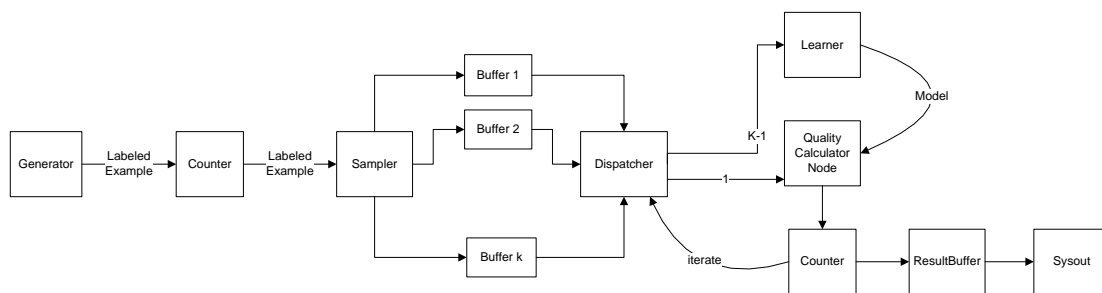 Generator
Labeled
Example
Counter
Labeled
Example
Sampler
Buffer 1
Buffer 2
Buffer k
Dispatcher
K-1
1
Learner
Model
Quality
Calculator
Node
iterate
Counter
ResultBuffer
Sysout